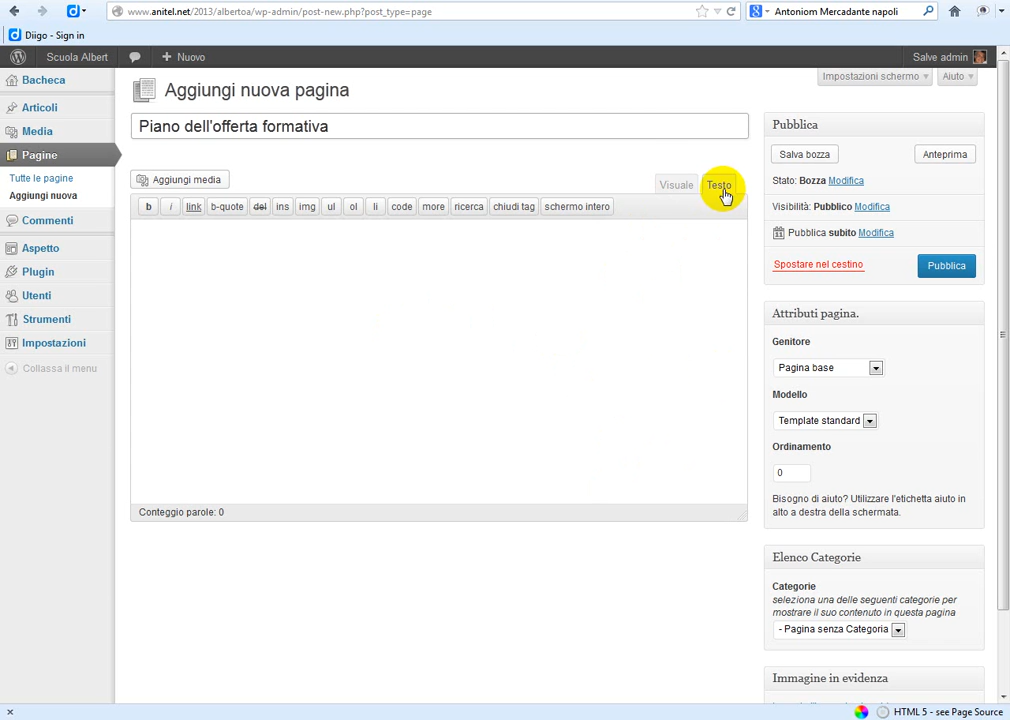 www.anitel.net/2013/albertoa/wp-admin/post-new.php?post_type=page
Antoniom Mercadante napoli
Diigo - Sign in
Scuola Albert
Nuovo
Salve admin
Bacheca
Articoli
Media
Pagine
Tutte le pagine
Aggiungi nuova
Commenti
Aspetto
Plugin
Utenti
Strumenti
Impostazioni
Collassa il menu
Impostazioni schermo
Aiuto
Aggiungi nuova pagina
Piano dell'offerta formativa
Aggiungi media
Visuale
Testo
b i link b-quote del ins img ul ol li code more ricerca chiudi tag schermo intero
Conteggio parole: 0
Pubblica
Salva bozza
Anteprima
Stato: Bozza Modifica
Visibilità: Pubblico Modifica
Pubblica subito Modifica
Spostare nel cestino
Pubblica
Attributi pagina.
Genitore
Pagina base
Modello
Template standard
Ordinamento
0
Bisogno di aiuto? Utilizzare l'etichetta aiuto in
alto a destra della schermata.
Elenco Categorie
Categorie
seleziona una delle seguenti categorie per
mostrare il suo contenuto in questa pagina
- Pagina senza Categoria
Immagine in evidenza
HTML 5 - see Page Source